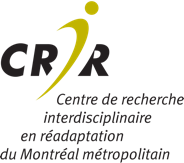 CRIR
Centre de recherche
interdisciplinaire
en réadaptation
du Montréal métropolitain